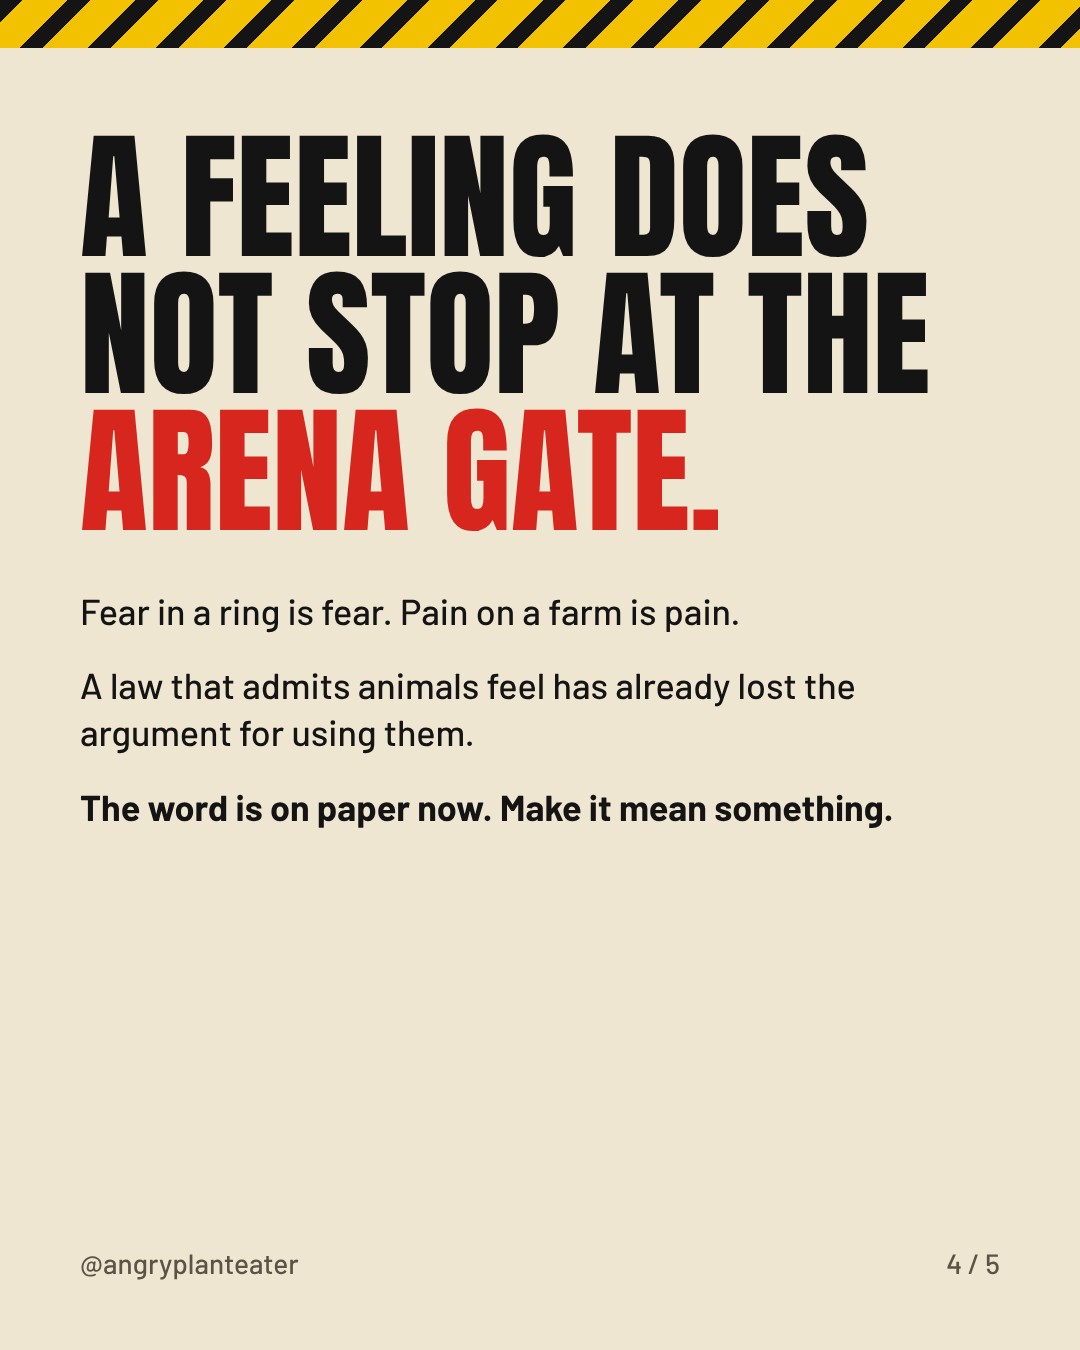 A FEELING DOES
NOT STOP AT THE
ARENA GATE.
Fear in a ring is fear. Pain on a farm is pain.
A law that admits animals feel has already lost the
argument for using them.
The word is on paper now. Make it mean something.
@angryplanteater
4 / 5